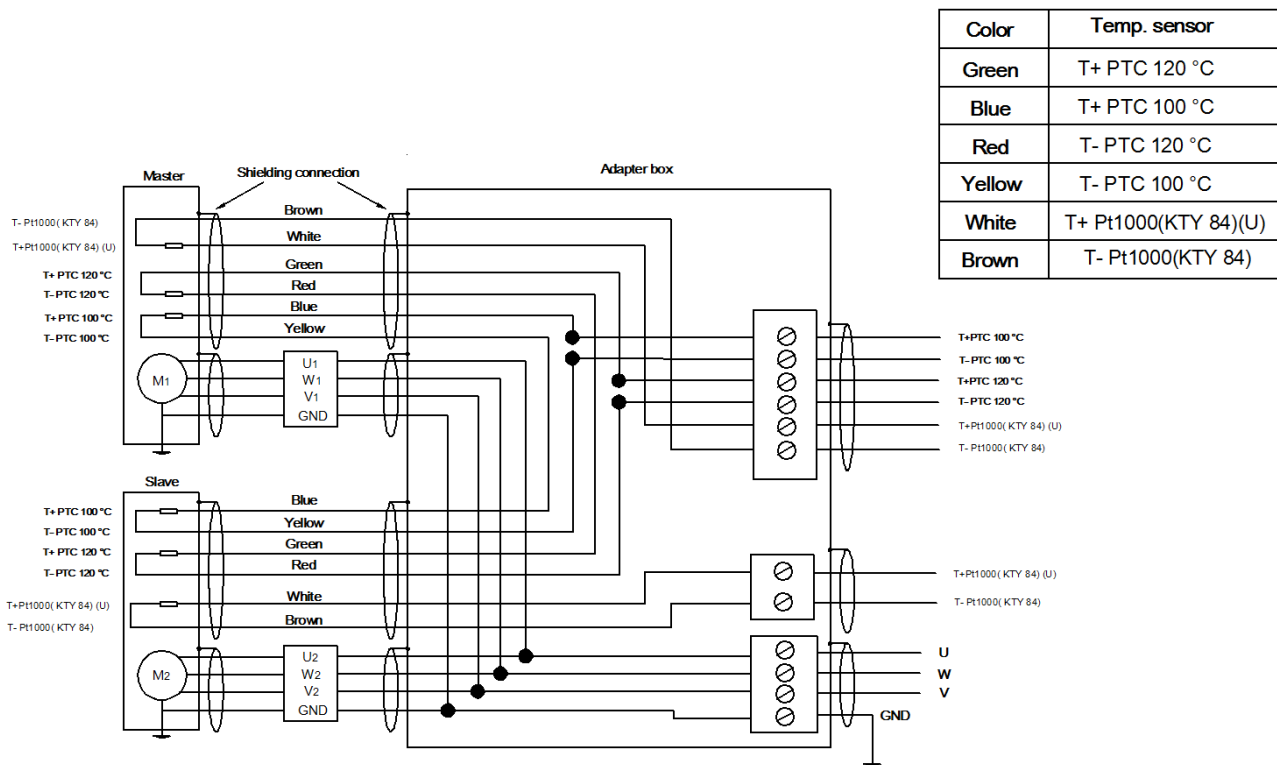 Color Temp. sensor
Green T+ PTC 120 °C
Blue T+ PTC 100 °C
Red T- PTC 120 °C
Yellow T- PTC 100 °C
White T+ Pt1000(KTY 84)(U)
Brown T- Pt1000(KTY 84)
Master
Shielding connection
Adapter box
T- Pt1000( KTY 84)
Brown
T+Pt1000( KTY 84) (U)
White
T+ PTC 120 °C
Green
T- PTC 120 °C
Red
T+ PTC 100 °C
Blue
T- PTC 100 °C
Yellow
M1
U1
W1
V1
GND
T+PTC 100 °C
T- PTC 100 °C
T+PTC 120 °C
T- PTC 120 °C
T+Pt1000( KTY 84) (U)
T- Pt1000( KTY 84)
Slave
T+ PTC 100 °C
Blue
T- PTC 100 °C
Yellow
T+ PTC 120 °C
Green
T- PTC 120 °C
Red
T+Pt1000( KTY 84) (U)
White
T- Pt1000( KTY 84)
Brown
M2
U2
W2
V2
GND
T+Pt1000( KTY 84) (U)
T- Pt1000( KTY 84)
U
W
V
GND